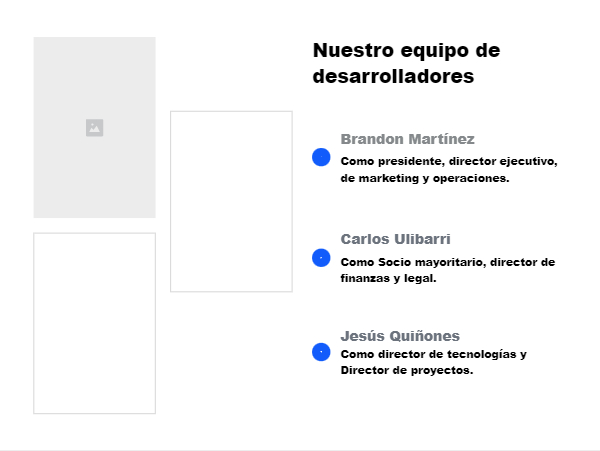 Nuestro equipo de
desarrolladores
Brandon Martínez
Como presidente, director ejecutivo,
de marketing y operaciones.
Carlos Ulibarri
Como Socio mayoritario, director de
finanzas y legal.
Jesús Quiñones
Como director de tecnologías y
Director de proyectos.